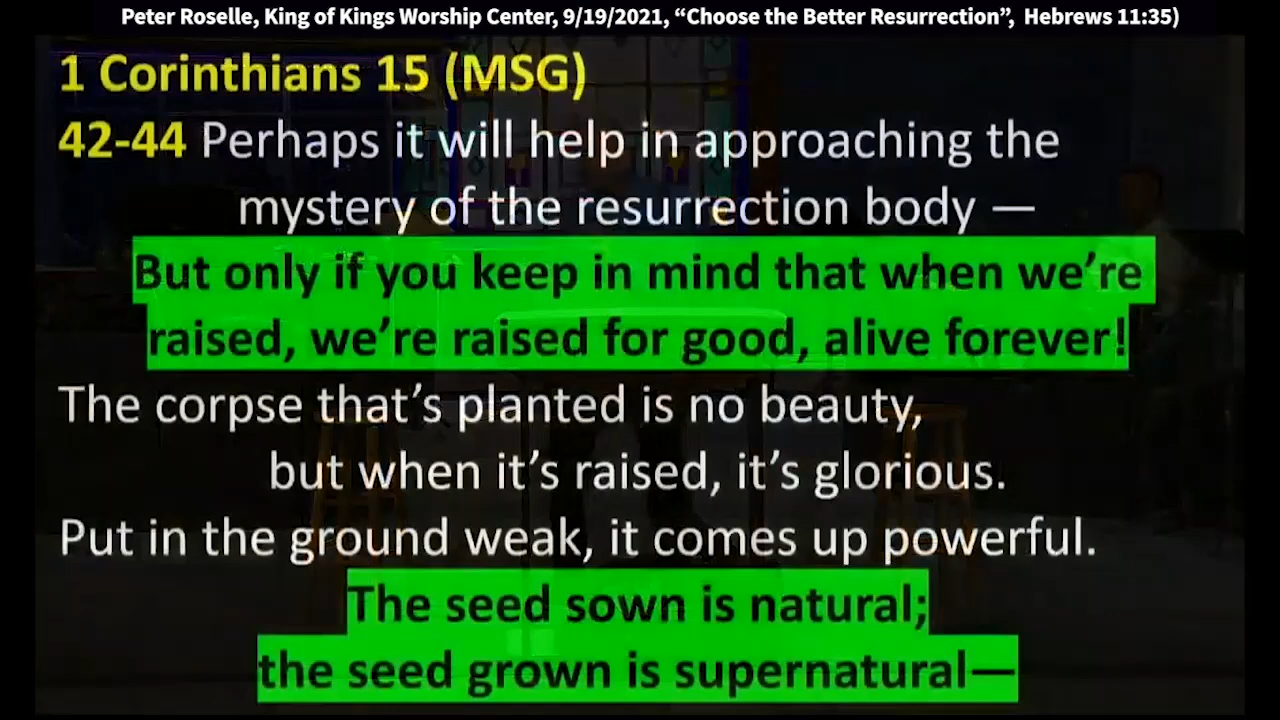 Peter Roselle, King of Kings Worship Center, 9/19/2021, “Choose the Better Resurrection”, Hebrews 11:35)
1 Corinthians 15 (MSG)
42-44 Perhaps it will help in approaching the
mystery of the resurrection body —
But only if you keep in mind that when we’re
raised, we’re raised for good, alive forever!
The corpse that’s planted is no beauty,
but when it’s raised, it’s glorious.
Put in the ground weak, it comes up powerful.
The seed sown is natural;
the seed grown is supernatural—